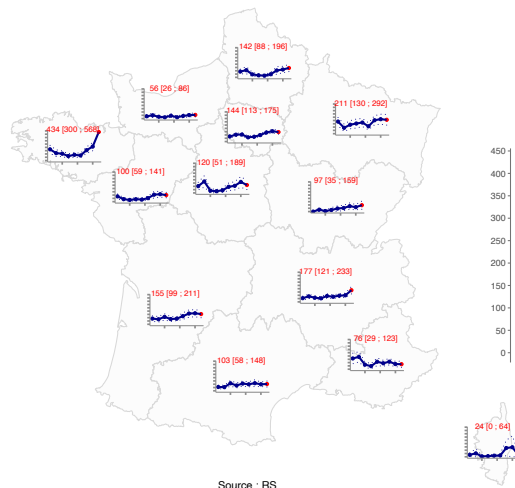 142 [88 ; 196]
56 [26 ; 86]
144 [113 ; 175]
211 [130 ; 292]
434 [300 ; 568]
120 [51 ; 189]
100 [59 ; 141]
97 [35 ; 159]
450
400
350
300
250
200
150
100
50
0
177 [121 ; 233]
155 [99 ; 211]
76 [29 ; 123]
103 [58 ; 148]
24 [0 ; 64]
Source : RS